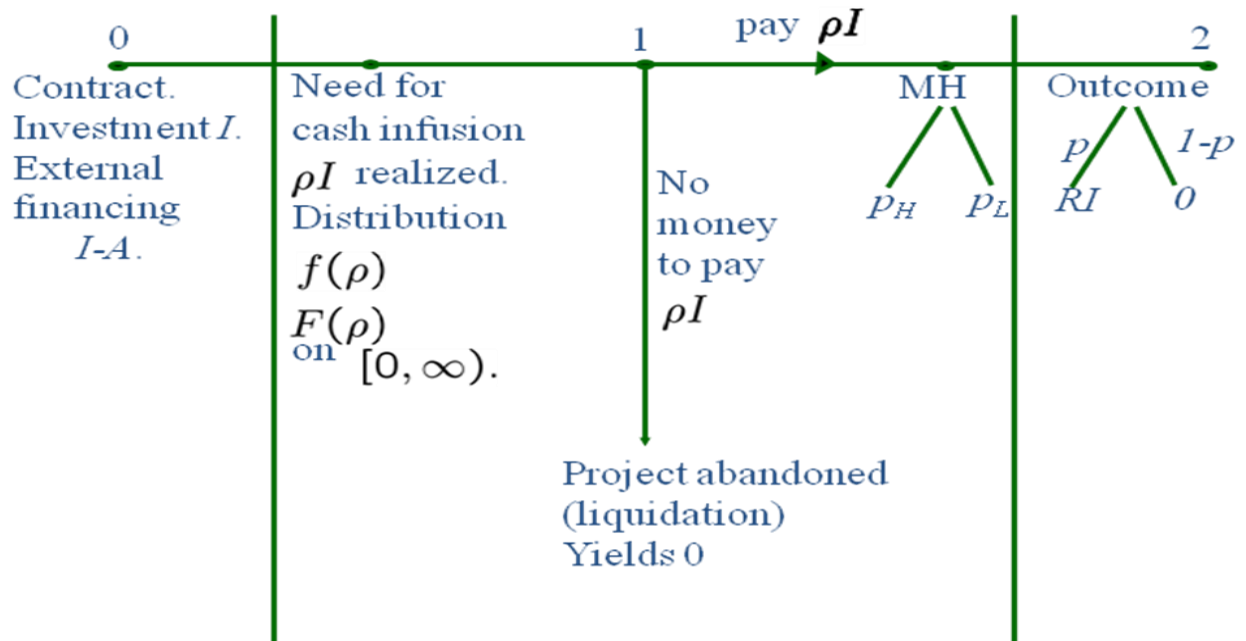 0
Contract.
Investment I.
External
financing
I-A.
Need for
cash infusion
ρI realized.
Distribution
f(ρ)
F(ρ)
on [0, ∞).
1
No
money
to pay
ρI
Project abandoned
(liquidation)
Yields 0
pay ρI
MH
p_H p_L
2
Outcome
p 1-p
RI 0